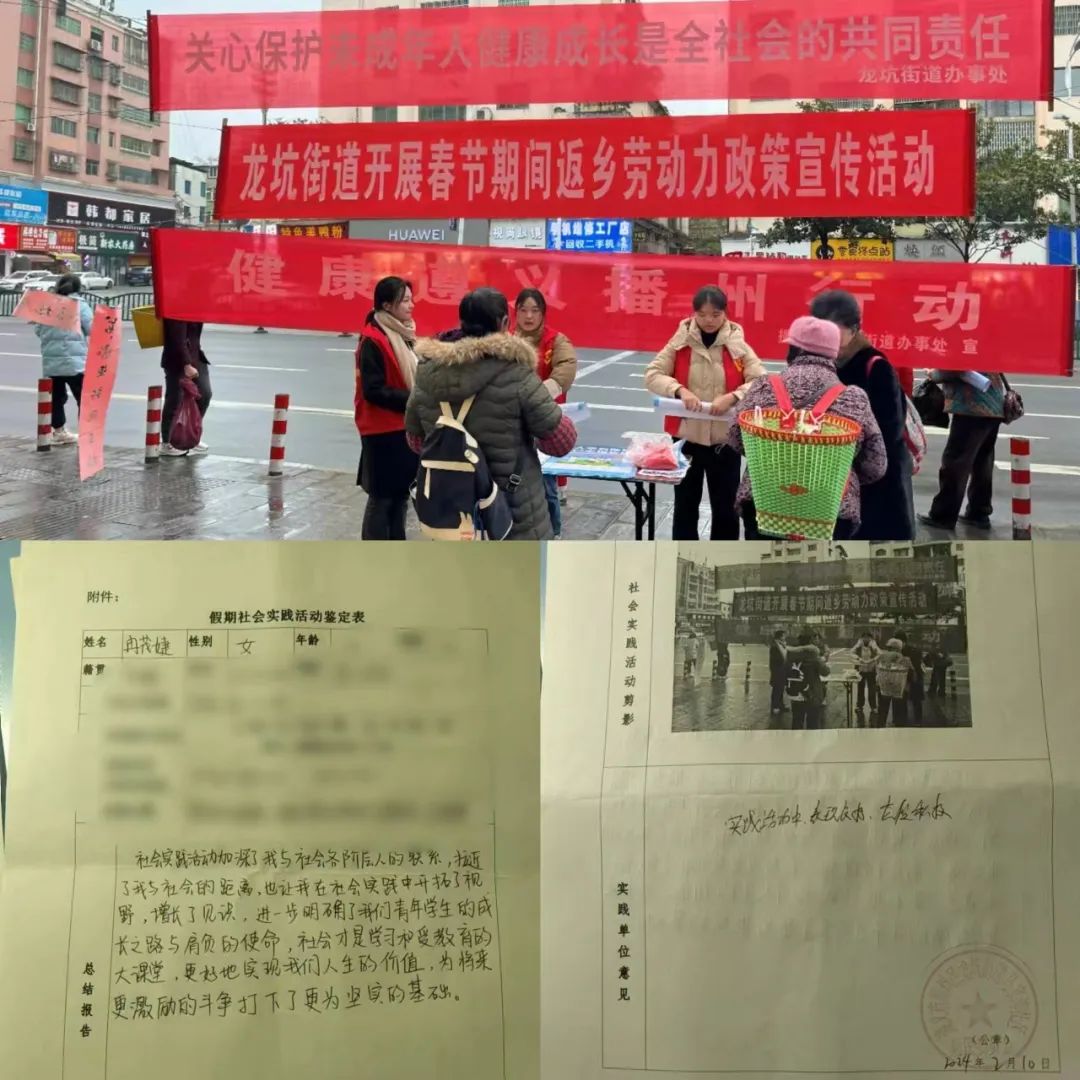 关心保护未成年人健康成长是全社会的共同责任
龙坑街道办事处
龙坑街道开展春节期间返乡劳动力政策宣传活动
韩都家居
HUAWEI
健康遵义播州行动
街道办事处 宣
附件：
假期社会实践活动鉴定表
姓名 冉茂婕 性别 女 年龄
籍贯
社会实践活动加深了我与社会各阶层人的联系，拉近
了我与社会的距离，也让我在社会实践中开拓了视
野，增长了见识，进一步明确了我们青年学生的成
长之路与肩负的使命，社会才是学习和受教育的
大课堂，更好地实现我们人生的价值，为将来
更激励的斗争打下了更为坚实的基础。
总结报告
社会实践活动剪影
龙坑街道开展春节期间返乡劳动力政策宣传活动
实践活动中，表现良好，态度积极
实践单位意见
（公章）
2024年2月10日